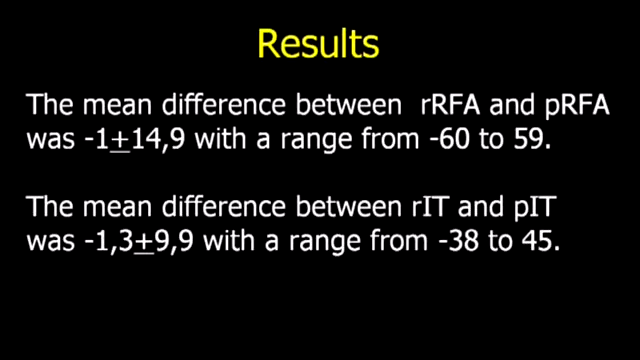 Results
The mean difference between rRFA and pRFA
was -1±14,9 with a range from -60 to 59.
The mean difference between rIT and pIT
was -1,3±9,9 with a range from -38 to 45.